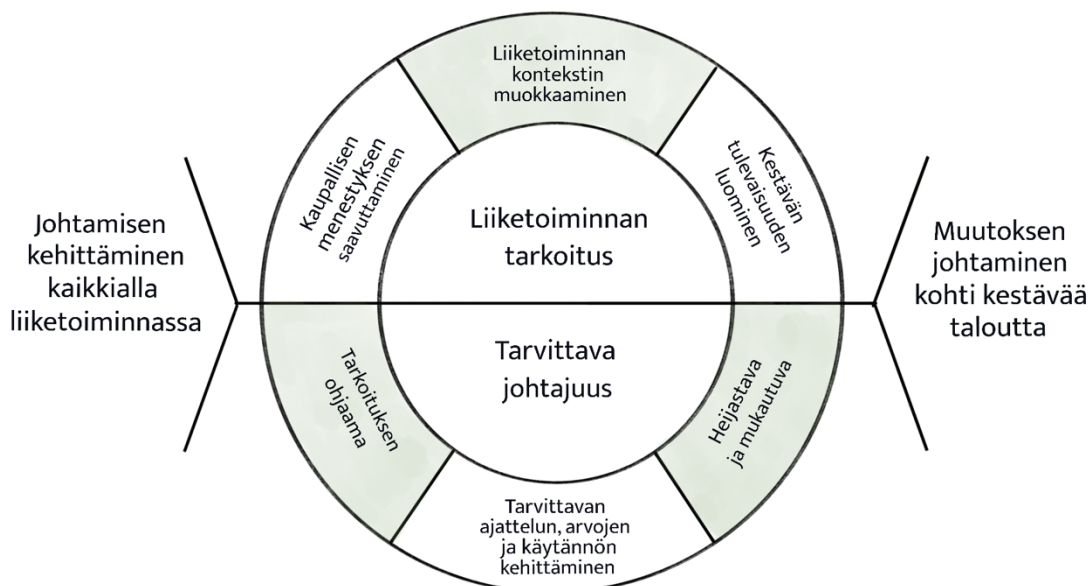 Liiketoiminnan
kontekstin
muokkaaminen
Kaupallisen
menestyksen
saavuttaminen
Kestävän
tulevaisuuden
luominen
Liiketoiminnan
tarkoitus
Johtamisen
kehittäminen
kaikkialla
liiketoiminnassa
Muutoksen
johtaminen
kohti kestävää
taloutta
Tarvittava
johtajuus
Tarkoituksen
ohjaama
Heijastava
ja mukautuva
Tarvittavan
ajattelun, arvojen
ja käytännön
kehittäminen